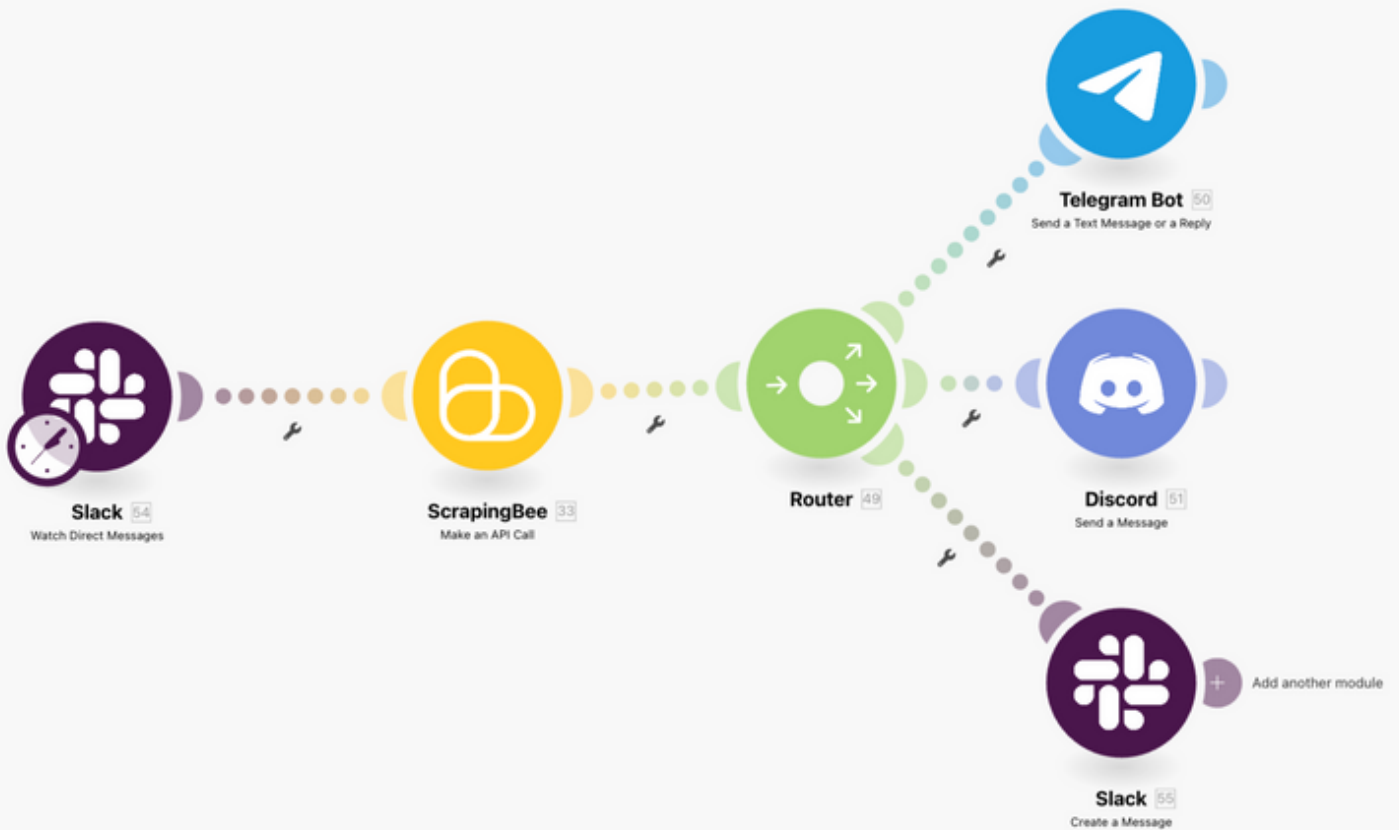 Telegram Bot 50
Send a Text Message or a Reply
Slack 54
Watch Direct Messages
ScrapingBee 33
Make an API Call
Router 49
Discord 51
Send a Message
Add another module
Slack 55
Create a Message